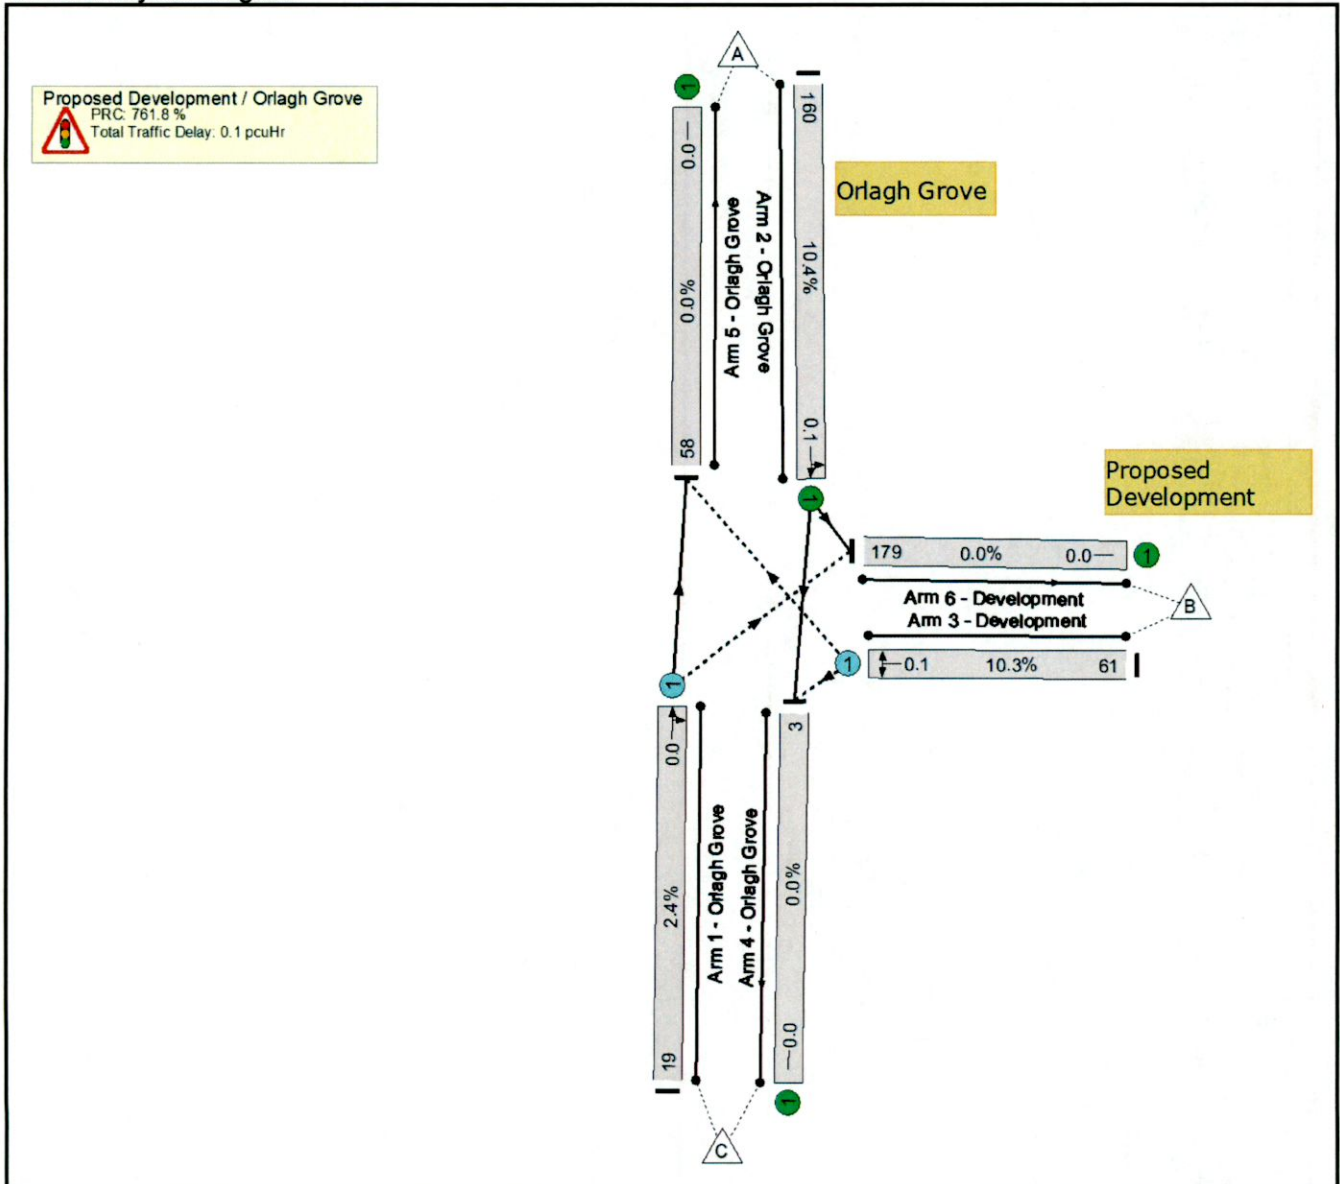 Proposed Development / Orlagh Grove
PRC: 761.8 %
Total Traffic Delay: 0.1 pcuHr
A
1
0.0
0.0%
58
Arm 5 - Orlagh Grove
Arm 2 - Orlagh Grove
160
10.4%
0.1
1
Orlagh Grove
Proposed
Development
179 0.0% 0.0
1
Arm 6 - Development
Arm 3 - Development
B
1
0.1 10.3% 61
1
0.0
2.4%
19
Arm 1 - Orlagh Grove
Arm 4 - Orlagh Grove
3
0.0%
0.0
1
C